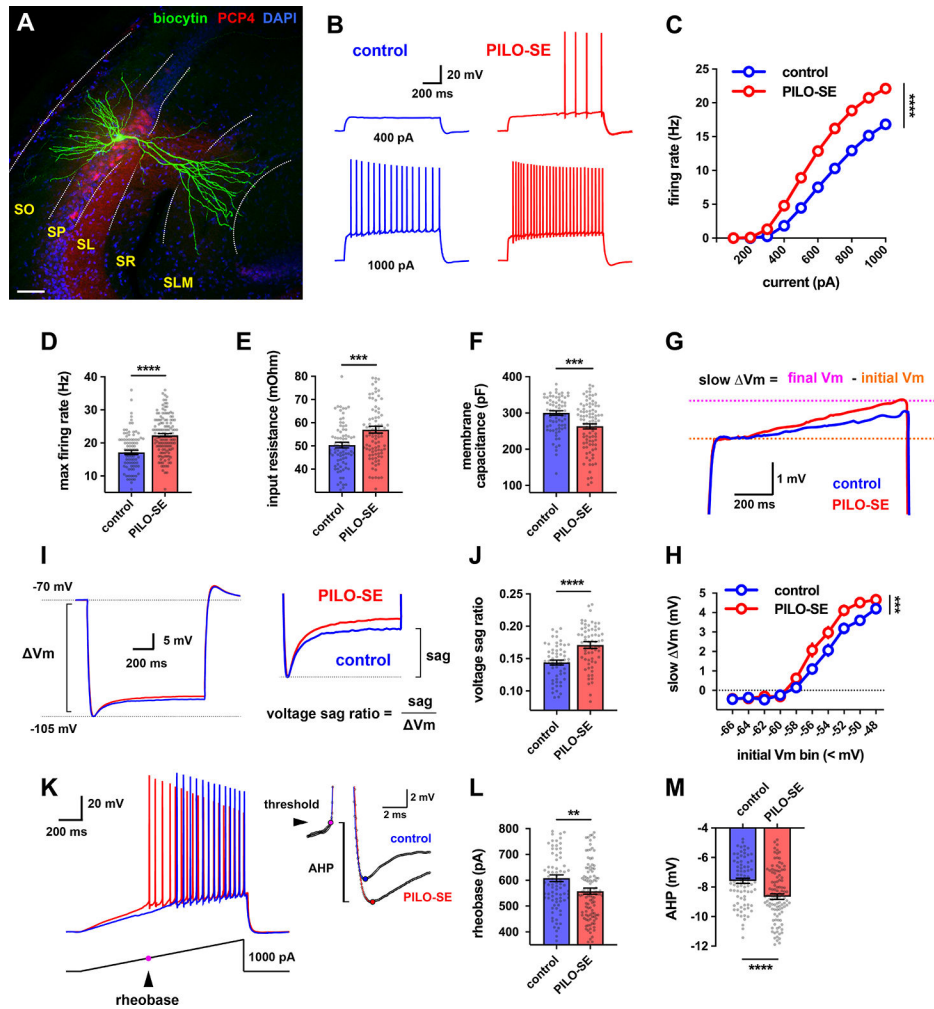 A
biocytin PCP4 DAPI
SO
SP
SL
SR
SLM
B
control
PILO-SE
20 mV
200 ms
400 pA
1000 pA
C
control
PILO-SE
****
firing rate (Hz)
25
20
15
10
5
0
200
400
600
800
1000
current (pA)
D
****
max firing rate (Hz)
40
30
20
10
control
PILO-SE
E
***
input resistance (mOhm)
80
70
60
50
40
control
PILO-SE
F
***
membrane
capacitance (pF)
400
300
200
100
control
PILO-SE
G
slow ΔVm = final Vm - initial Vm
1 mV
200 ms
control
PILO-SE
I
-70 mV
ΔVm
5 mV
200 ms
-105 mV
PILO-SE
control
sag
voltage sag ratio = sag
ΔVm
J
****
voltage sag ratio
0.25
0.20
0.15
0.10
control
PILO-SE
H
control
PILO-SE
***
slow ΔVm (mV)
5
4
3
2
1
0
-66
-64
-62
-60
-58
-56
-54
-52
-50
-48
initial Vm bin (< mV)
K
20 mV
200 ms
1000 pA
rheobase
threshold
AHP
2 mV
2 ms
control
PILO-SE
L
**
rheobase (pA)
800
700
600
500
400
control
PILO-SE
M
control
PILO-SE
AHP (mV)
-4
-6
-8
-10
-12
****